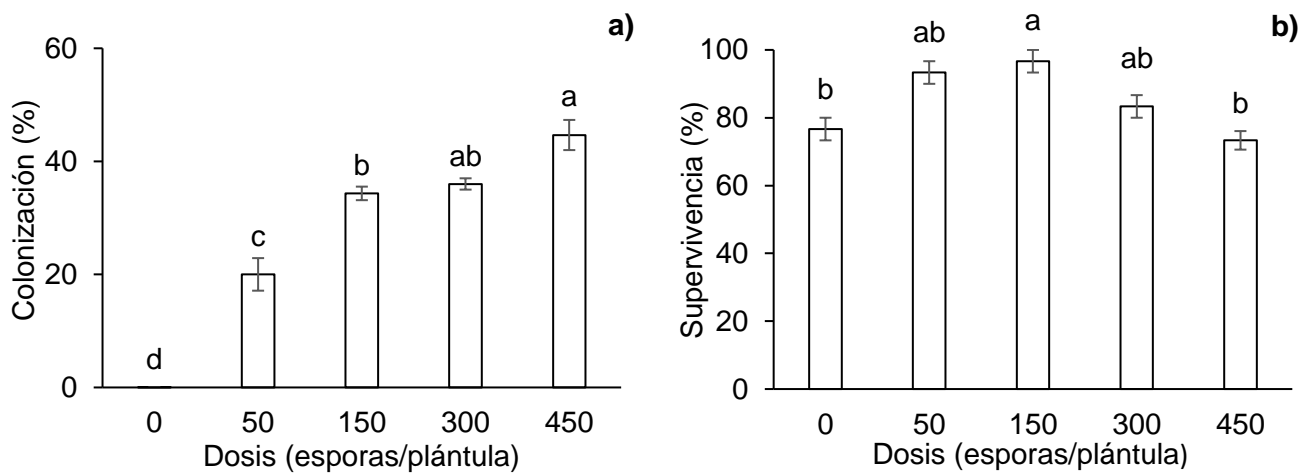 a)
60
40
20
0
Colonización (%)
d
c
b
ab
a
0 50 150 300 450
Dosis (esporas/plántula)
b)
100
80
60
40
20
0
Supervivencia (%)
b
ab
a
ab
b
0 50 150 300 450
Dosis (esporas/plántula)